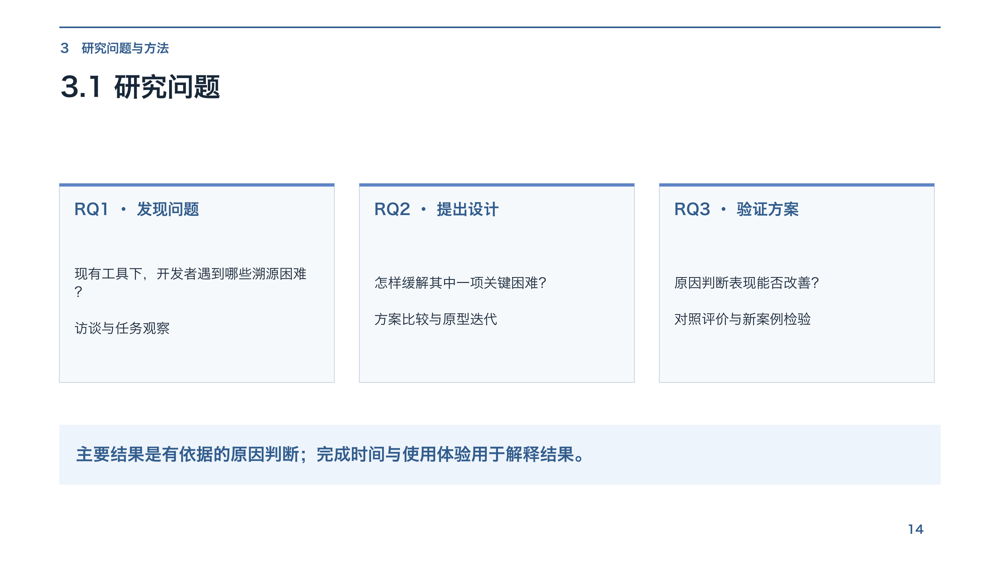 3 研究问题与方法
3.1 研究问题
RQ1 · 发现问题
现有工具下，开发者遇到哪些溯源困难
？
访谈与任务观察
RQ2 · 提出设计
怎样缓解其中一项关键困难？
方案比较与原型迭代
RQ3 · 验证方案
原因判断表现能否改善？
对照评价与新案例检验
主要结果是有依据的原因判断；完成时间与使用体验用于解释结果。
14